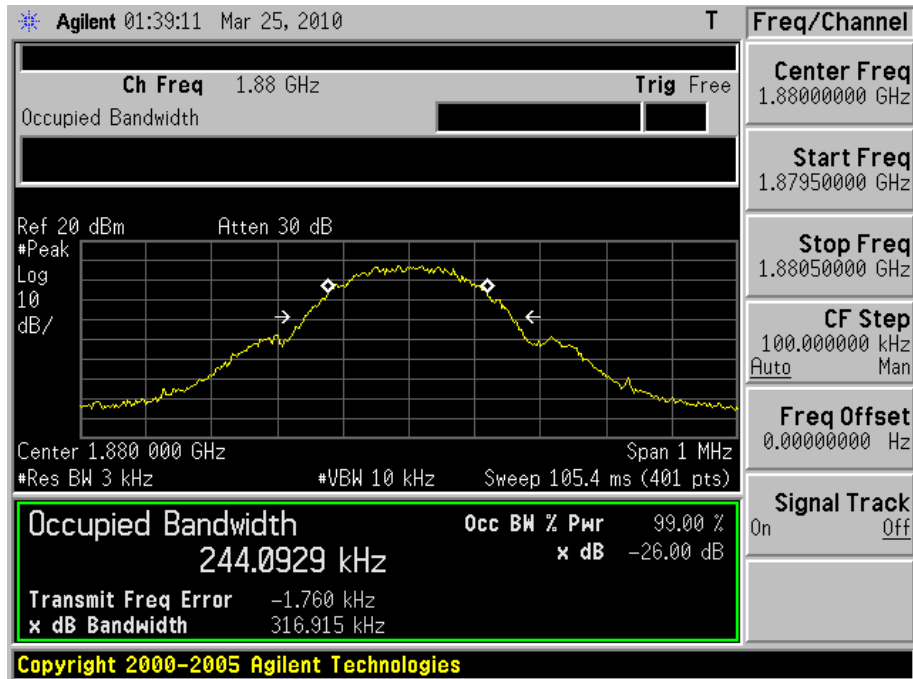 Agilent 01:39:11 Mar 25, 2010 T
Freq/Channel
Ch Freq 1.88 GHz Trig Free
Occupied Bandwidth
Center Freq
1.88000000 GHz
Start Freq
1.87950000 GHz
Stop Freq
1.88050000 GHz
CF Step
100.000000 kHz
Auto Man
Freq Offset
0.00000000 Hz
Signal Track
On Off
Ref 20 dBm Atten 30 dB
#Peak
Log
10
dB/
Center 1.880 000 GHz Span 1 MHz
#Res BW 3 kHz #VBW 10 kHz Sweep 105.4 ms (401 pts)
Occupied Bandwidth
244.0929 kHz
Occ BW % Pwr 99.00 %
x dB -26.00 dB
Transmit Freq Error -1.760 kHz
x dB Bandwidth 316.915 kHz
Copyright 2000-2005 Agilent Technologies